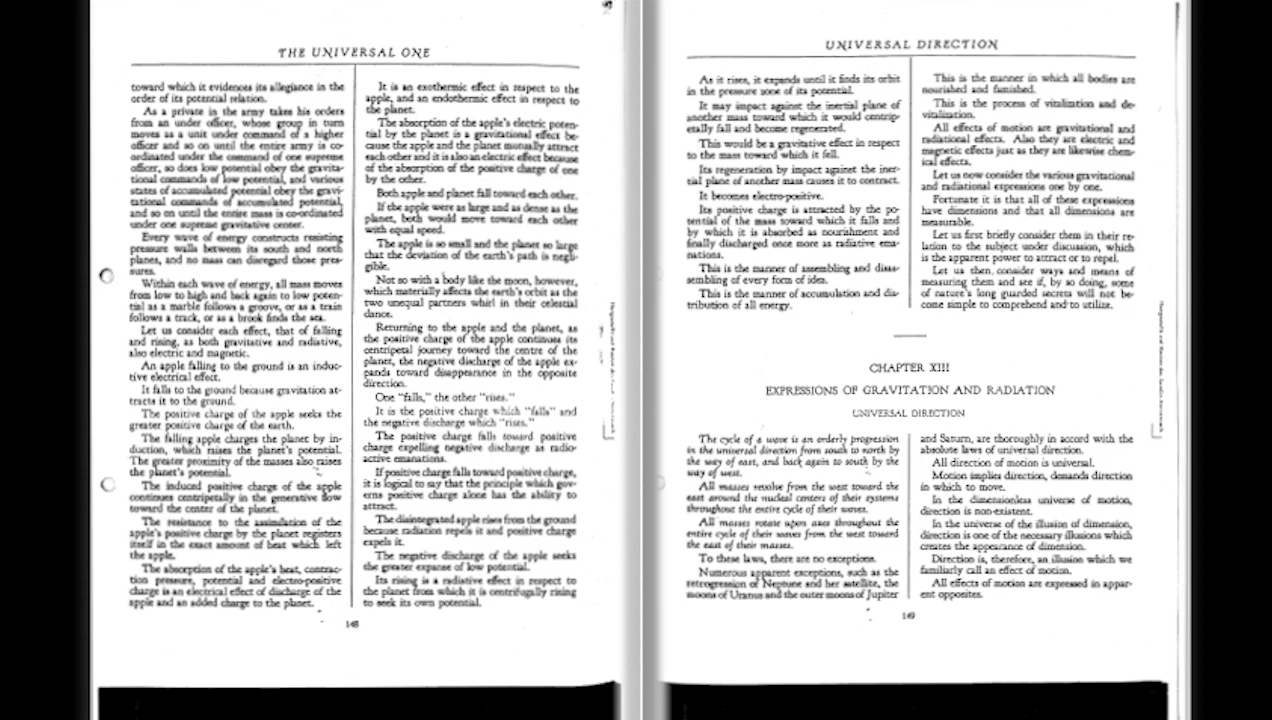 THE UNIVERSAL ONE
toward which it evidences its allegiance in the
order of its potential relation.
As a private in the army takes his orders
from an under officer, whose group in turn
moves as a unit under command of a higher
officer and so on until the entire army is co-
ordinated under the command of one supreme
officer, so does low potential obey the gravita-
tional commands of low potential, and various
states of accumulated potential obey the gravi-
tational commands of accumulated potential,
and so on until the entire mass is co-ordinated
under one supreme gravitative center.
Every wave of energy constructs resisting
pressure walls between its south and north
planes, and no mass can disregard those pres-
sures.
Within each wave of energy, all mass moves
from low to high and back again to low poten-
tial as a marble follows a groove, or as a train
follows a track, or as a brook finds the sea.
Let us consider each effect, that of falling
and rising, as both gravitative and radiative,
also electric and magnetic.
An apple falling to the ground is an induc-
tive electrical effect.
It falls to the ground because gravitation at-
tracts it to the ground.
The positive charge of the apple seeks the
greater positive charge of the earth.
The falling apple charges the planet by in-
duction, which raises the planet's potential.
The greater proximity of the masses also raises
the planet's potential.
The induced positive charge of the apple
continues centripetally in the generative flow
toward the center of the planet.
The resistance to the assimilation of the
apple's positive charge by the planet registers
itself in the exact amount of heat which left
the apple.
The absorption of the apple's heat, contrac-
tion pressure, potential and electro-positive
charge is an electrical effect of discharge of the
apple and an added charge to the planet.
It is an exothermic effect in respect to the
apple, and an endothermic effect in respect to
the planet.
The absorption of the apple's electric poten-
tial by the planet is a gravitational effect be-
cause the apple and the planet mutually attract
each other and it is also an electric effect because
of the absorption of the positive charge of one
by the other.
Both apple and planet fall toward each other.
If the apple were as large and as dense as the
planet, both would move toward each other
with equal speed.
The apple is so small and the planet so large
that the deviation of the earth's path is negli-
gible.
Not so with a body like the moon, however,
which materially affects the earth's orbit as the
two unequal partners whirl in their celestial
dance.
Returning to the apple and the planet, as
the positive charge of the apple continues its
centripetal journey toward the centre of the
planet, the negative discharge of the apple ex-
pands toward disappearance in the opposite
direction.
One "falls," the other "rises."
It is the positive charge which "falls" and
the negative discharge which "rises."
The positive charge falls toward positive
charge expelling negative discharge as radio-
active emanations.
If positive charge falls toward positive charge,
it is logical to say that the principle which gov-
erns positive charge alone has the ability to
attract.
The disintegrated apple rises from the ground
because radiation repels it and positive charge
expels it.
The negative discharge of the apple seeks
the greater expanse of low potential.
Its rising is a radiative effect in respect to
the planet from which it is centrifugally rising
to seek its own potential.
148
UNIVERSAL DIRECTION
As it rises, it expands until it finds its orbit
in the pressure zone of its potential.
It may impact against the inertial plane of
another mass toward which it would centrip-
etally fall and become regenerated.
This would be a gravitative effect in respect
to the mass toward which it fell.
Its regeneration by impact against the iner-
tial plane of another mass causes it to contract.
It becomes electro-positive.
Its positive charge is attracted by the po-
tential of the mass toward which it falls and
by which it is absorbed as nourishment and
finally discharged once more as radiative ema-
nations.
This is the manner of assembling and disas-
sembling of every form of idea.
This is the manner of accumulation and dis-
tribution of all energy.
This is the manner in which all bodies are
nourished and famished.
This is the process of vitalization and de-
vitalization.
All effects of motion are gravitational and
radiational effects. Also they are electric and
magnetic effects just as they are likewise chem-
ical effects.
Let us now consider the various gravitational
and radiational expressions one by one.
Fortunate it is that all of these expressions
have dimensions and that all dimensions are
measurable.
Let us first briefly consider them in their re-
lation to the subject under discussion, which
is the apparent power to attract or to repel.
Let us then, consider ways and means of
measuring them and see if, by so doing, some
of nature's long guarded secrets will not be-
come simple to comprehend and to utilize.
CHAPTER XIII
EXPRESSIONS OF GRAVITATION AND RADIATION
UNIVERSAL DIRECTION
The cycle of a wave is an orderly progression
in the universal direction from south to north by
the way of east, and back again to south by the
way of west.
All masses revolve from the west toward the
east around the nucleal centers of their systems
throughout the entire cycle of their waves.
All masses rotate upon axes throughout the
entire cycle of their waves from the west toward
the east of their masses.
To these laws, there are no exceptions.
Numerous apparent exceptions, such as the
retrogression of Neptune and her satellite, the
moons of Uranus and the outer moons of Jupiter
and Saturn, are thoroughly in accord with the
absolute laws of universal direction.
All direction of motion is universal.
Motion implies direction, demands direction
in which to move.
In the dimensionless universe of motion,
direction is non-existent.
In the universe of the illusion of dimension,
direction is one of the necessary illusions which
creates the appearance of dimension.
Direction is, therefore, an illusion which we
familiarly call an effect of motion.
All effects of motion are expressed in appar-
ent opposites.
149